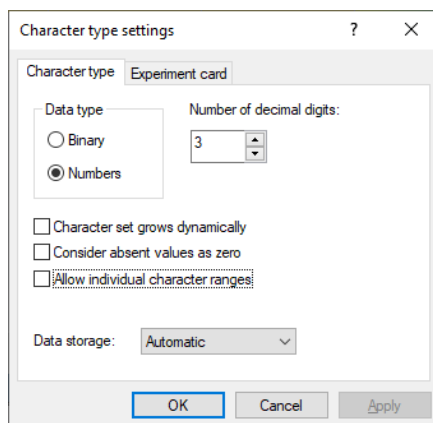 Character type settings ?
Character type Experiment card
Data type
Number of decimal digits:
Binary
3
Numbers
Character set grows dynamically
Consider absent values as zero
Allow individual character ranges
Data storage: Automatic
OK Cancel Apply